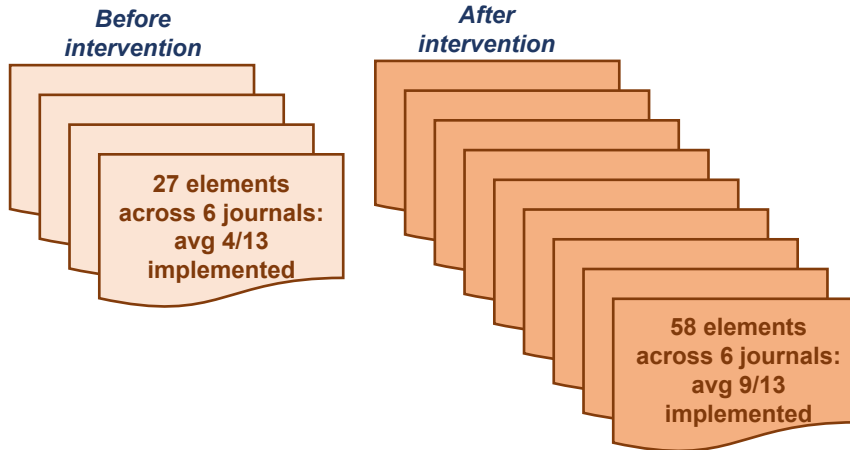 Before
intervention
27 elements
across 6 journals:
avg 4/13
implemented
After
intervention
58 elements
across 6 journals:
avg 9/13
implemented